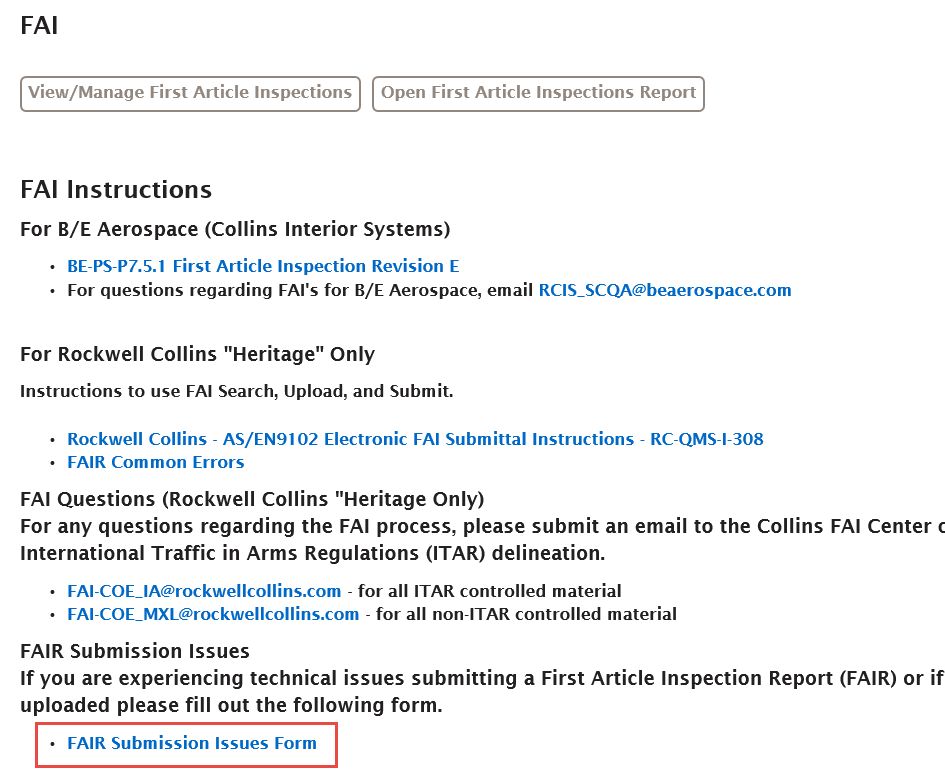 FAI
View/Manage First Article Inspections Open First Article Inspections Report
FAI Instructions
For B/E Aerospace (Collins Interior Systems)
• BE-PS-P7.5.1 First Article Inspection Revision E
• For questions regarding FAI's for B/E Aerospace, email RCIS_SCQA@beaerospace.com
For Rockwell Collins "Heritage" Only
Instructions to use FAI Search, Upload, and Submit.
• Rockwell Collins - AS/EN9102 Electronic FAI Submittal Instructions - RC-QMS-I-308
• FAIR Common Errors
FAI Questions (Rockwell Collins "Heritage Only)
For any questions regarding the FAI process, please submit an email to the Collins FAI Center
International Traffic in Arms Regulations (ITAR) delineation.
• FAI-COE_IA@rockwellcollins.com - for all ITAR controlled material
• FAI-COE_MXL@rockwellcollins.com - for all non-ITAR controlled material
FAIR Submission Issues
If you are experiencing technical issues submitting a First Article Inspection Report (FAIR) or if
uploaded please fill out the following form.
• FAIR Submission Issues Form